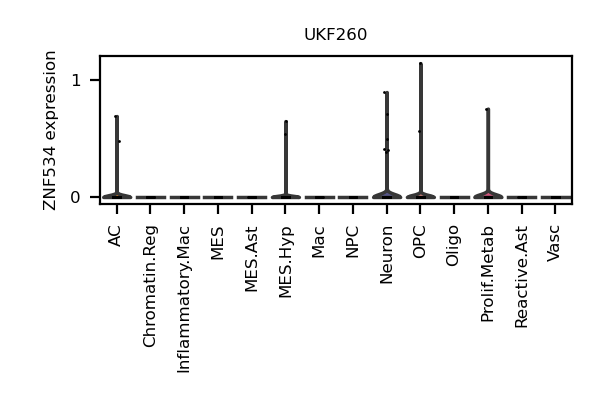 UKF260
ZNF534 expression
1
0
AC
Chromatin.Reg
Inflammatory.Mac
MES
MES.Ast
MES.Hyp
Mac
NPC
Neuron
OPC
Oligo
Prolif.Metab
Reactive.Ast
Vasc